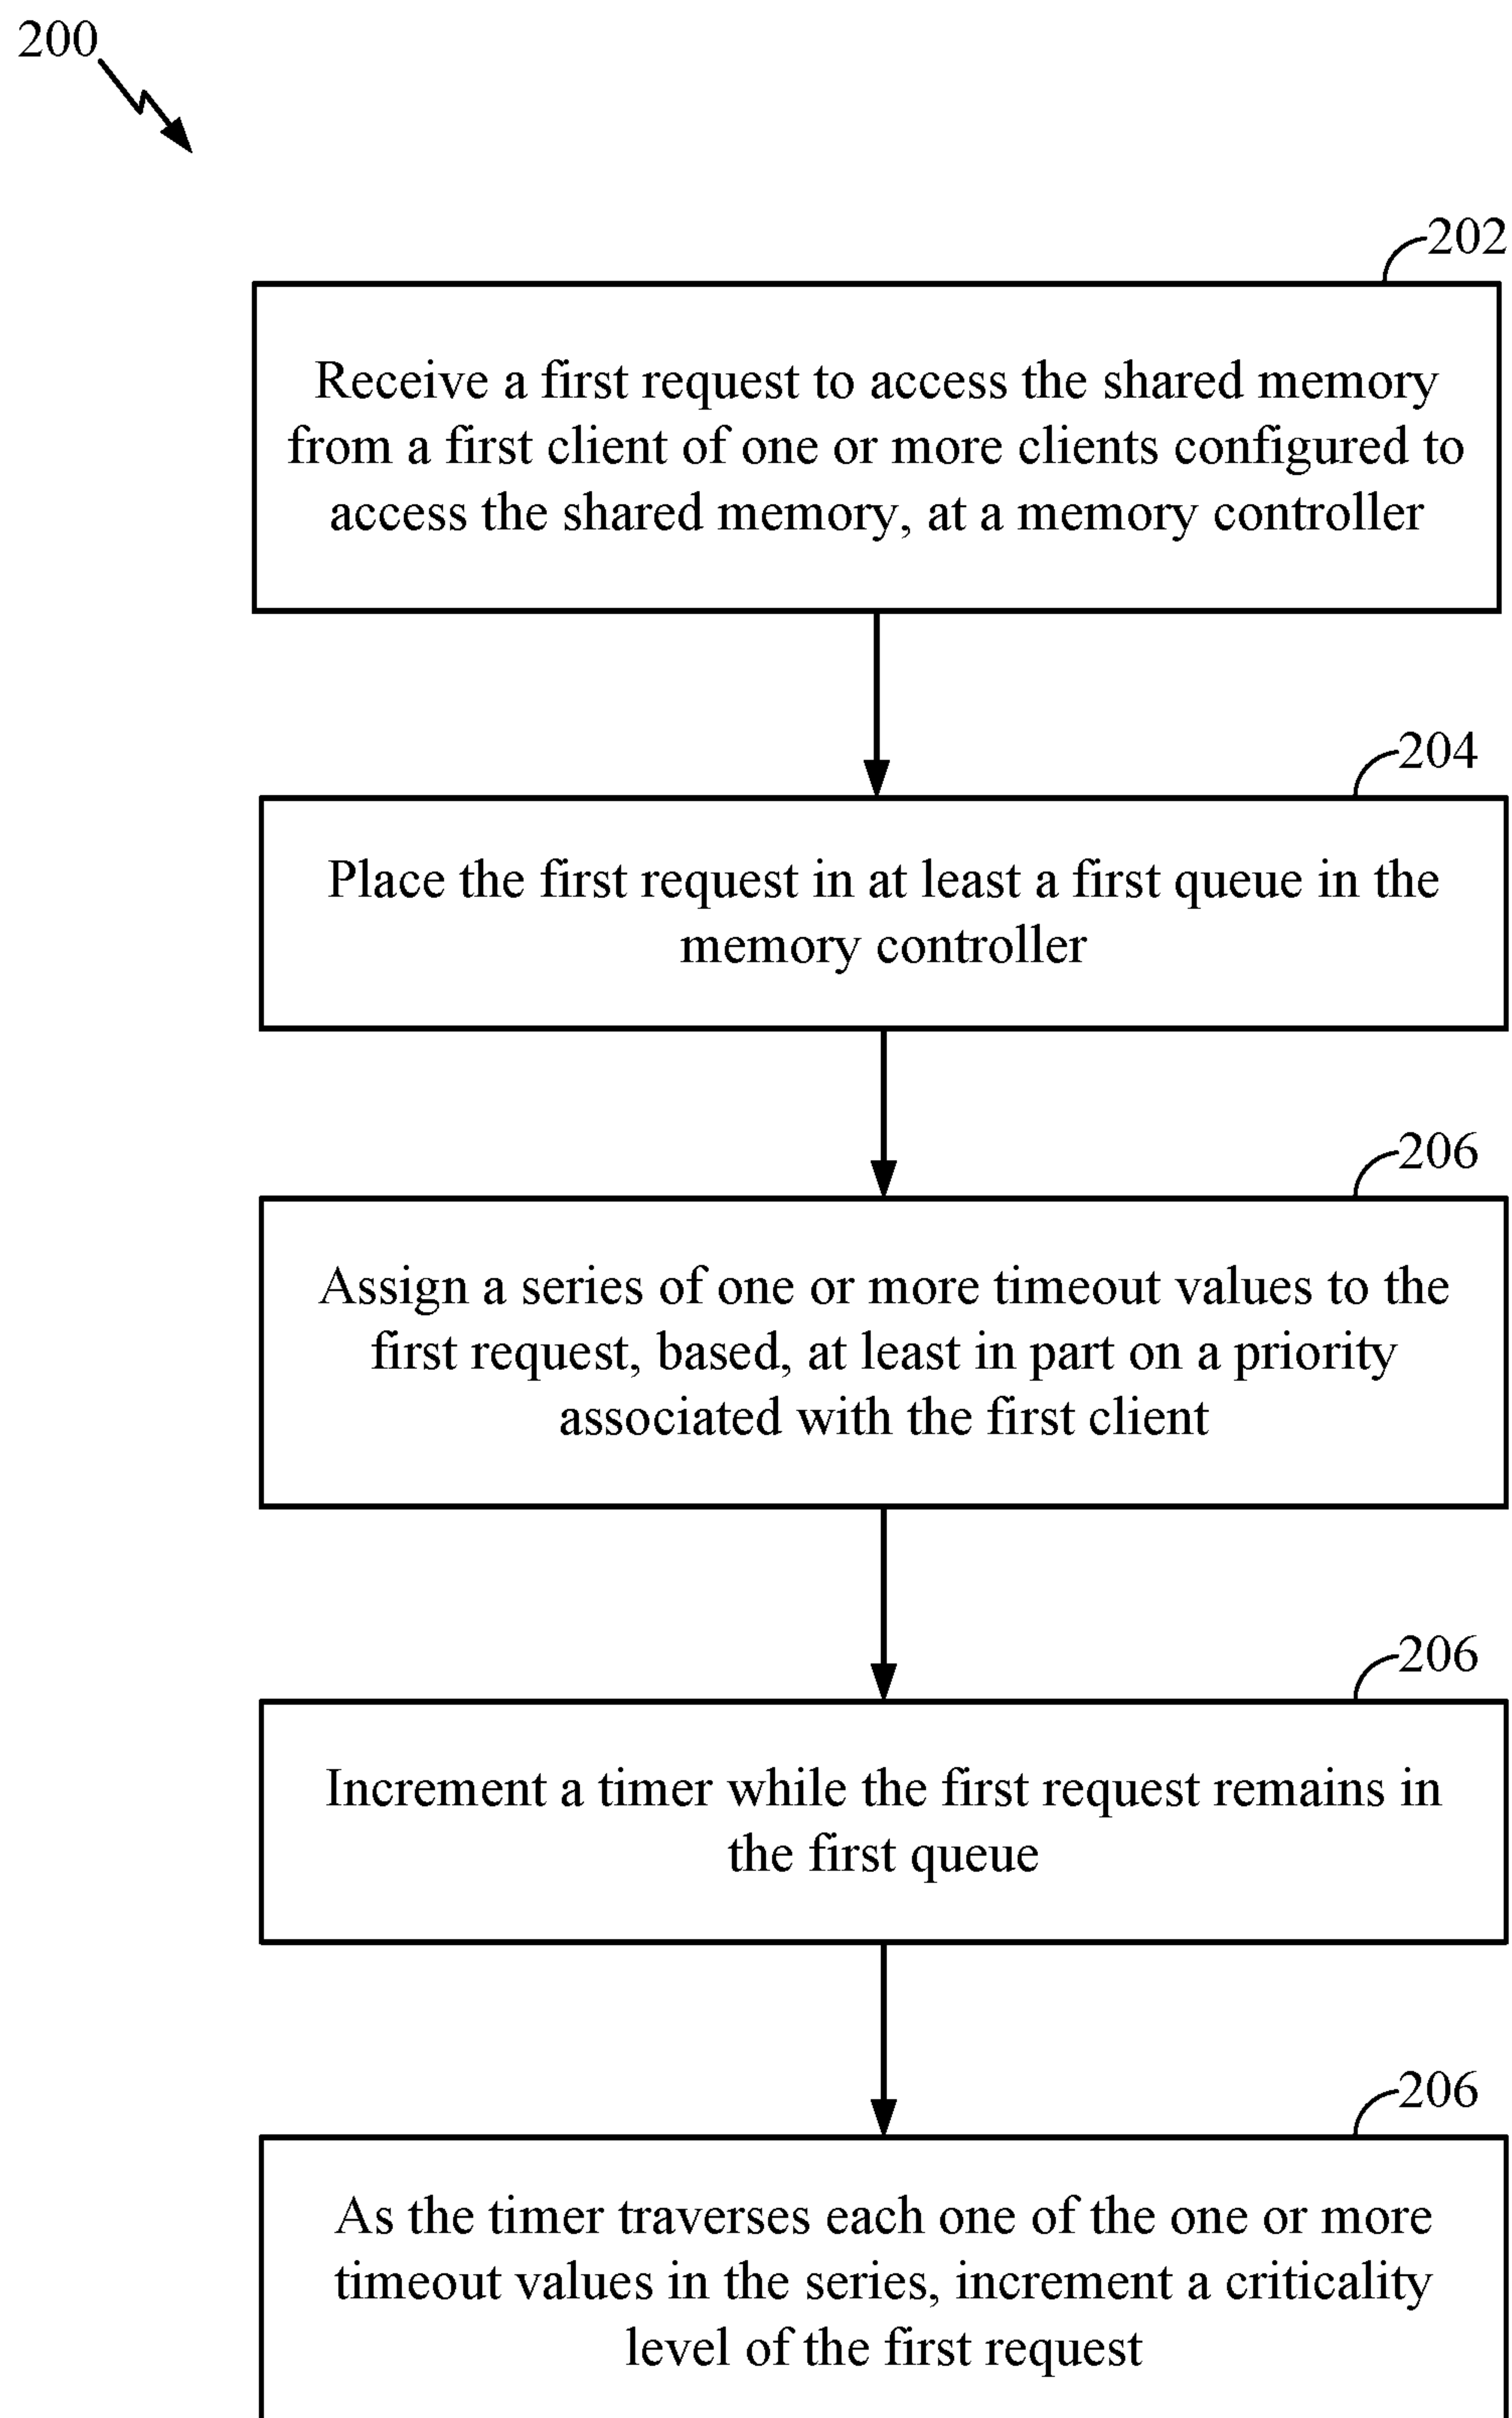 200
202
Receive a first request to access the shared memory
from a first client of one or more clients configured to
access the shared memory, at a memory controller
204
Place the first request in at least a first queue in the
memory controller
206
Assign a series of one or more timeout values to the
first request, based, at least in part on a priority
associated with the first client
206
Increment a timer while the first request remains in
the first queue
206
As the timer traverses each one of the one or more
timeout values in the series, increment a criticality
level of the first request